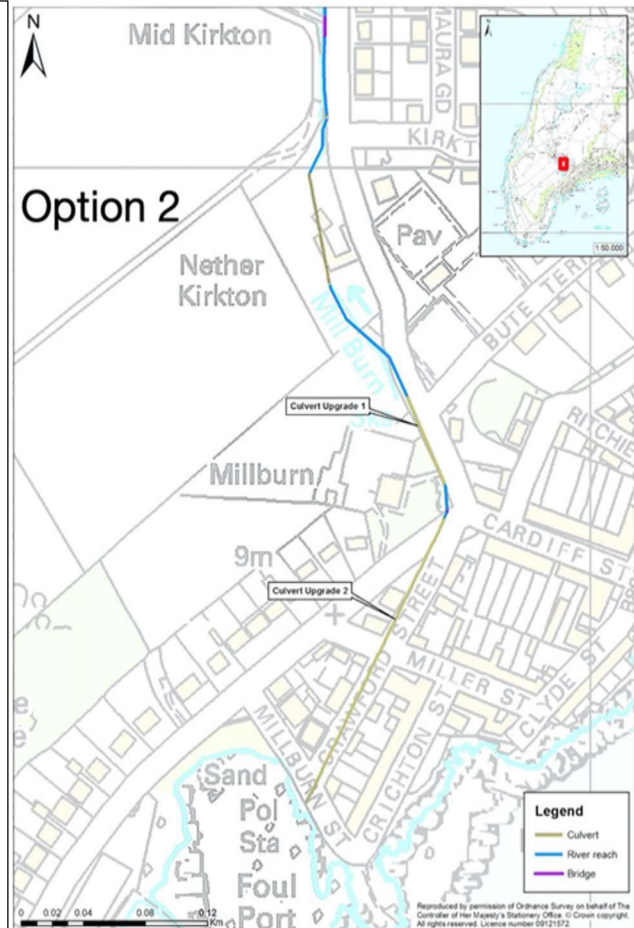 N
Mid Kirkton
MAURA GD
KIRKT
1:50,000
Option 2
Pav
Nether
Kirkton
BUTE TERR
Mill Burn
Culvert Upgrade 1
RITCHIE
Millburn
CARDIFF ST
9m
Culvert Upgrade 2
STREET
MILLER ST
CLYDE ST
MILLBURN ST
CRICHTON ST
Sand
Pol
Sta
Foul
Port
Legend
Culvert
River reach
Bridge
0 0.02 0.04 0.08 0.12
Km
Reproduced by permission of Ordnance Survey on behalf of The
Controller of Her Majesty's Stationery Office. © Crown copyright.
All rights reserved. Licence number 09121572.